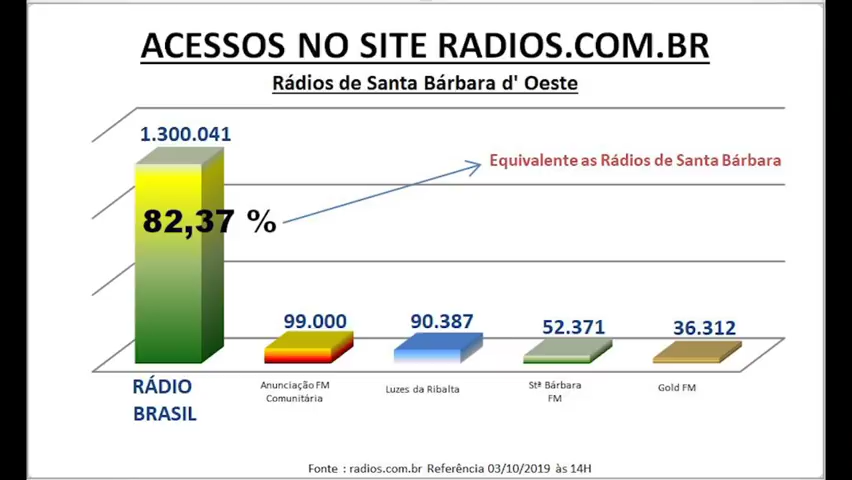 ACESSOS NO SITE RADIOS.COM.BR
Rádios de Santa Bárbara d' Oeste
1.300.041
Equivalente as Rádios de Santa Bárbara
82,37 %
99.000
90.387
52.371
36.312
RÁDIO
BRASIL
Anunciação FM
Comunitária
Luzes da Ribalta
Stª Bárbara
FM
Gold FM
Fonte : radios.com.br Referência 03/10/2019 às 14H